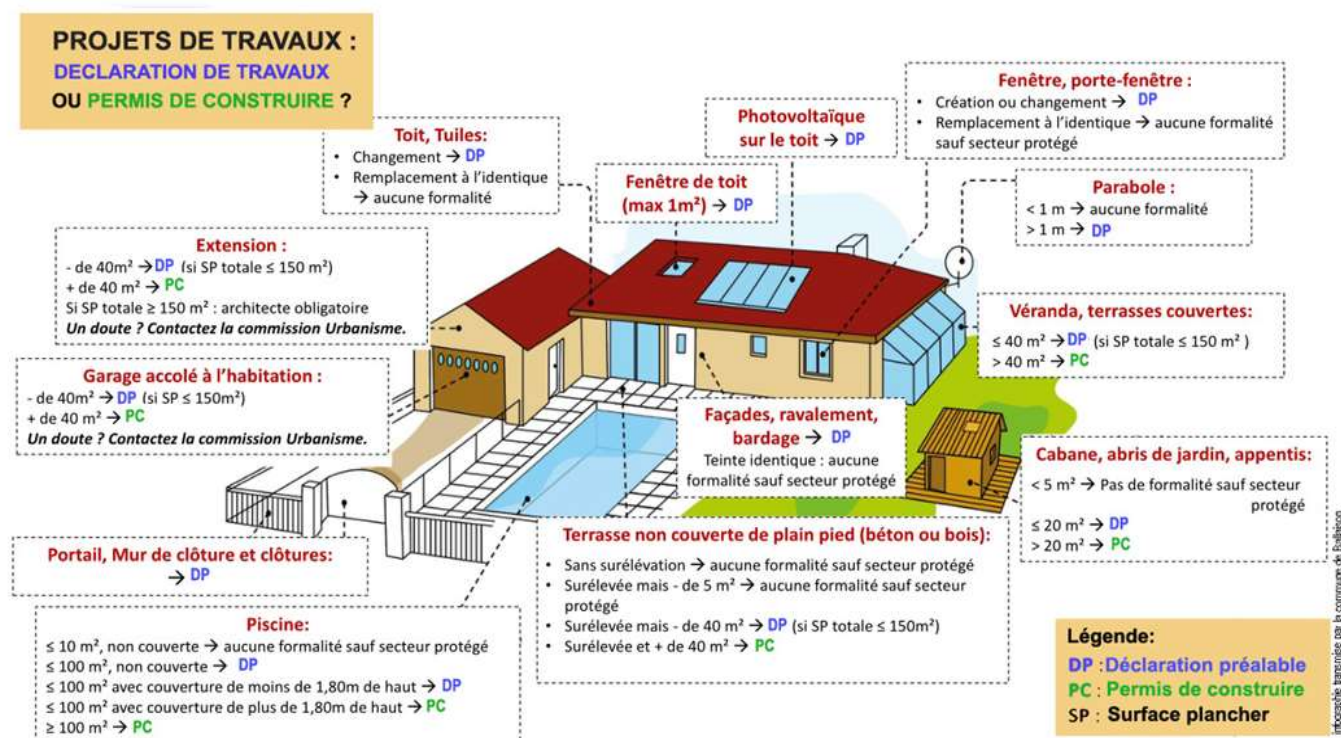 PROJETS DE TRAVAUX :
DECLARATION DE TRAVAUX
OU PERMIS DE CONSTRUIRE ?
Toit, Tuiles:
• Changement → DP
• Remplacement à l'identique
→ aucune formalité
Fenêtre de toit
(max 1m²) → DP
Photovoltaïque
sur le toit → DP
Fenêtre, porte-fenêtre :
• Création ou changement → DP
• Remplacement à l'identique → aucune formalité
sauf secteur protégé
Parabole :
< 1 m → aucune formalité
> 1 m → DP
Extension :
- de 40m² → DP (si SP totale ≤ 150 m²)
+ de 40 m² → PC
Si SP totale ≥ 150 m² : architecte obligatoire
Un doute ? Contactez la commission Urbanisme.
Véranda, terrasses couvertes:
≤ 40 m² → DP (si SP totale ≤ 150 m² )
> 40 m² → PC
Garage accolé à l'habitation :
- de 40m² → DP (si SP ≤ 150m²)
+ de 40 m² → PC
Un doute ? Contactez la commission Urbanisme.
Façades, ravalement,
bardage → DP
Teinte identique : aucune
formalité sauf secteur protégé
Cabane, abris de jardin, appentis:
< 5 m² → Pas de formalité sauf secteur
protégé
≤ 20 m² → DP
> 20 m² → PC
Portail, Mur de clôture et clôtures:
→ DP
Terrasse non couverte de plain pied (béton ou bois):
• Sans surélévation → aucune formalité sauf secteur protégé
• Surélevée mais - de 5 m² → aucune formalité sauf secteur
protégé
• Surélevée mais - de 40 m² → DP (si SP totale ≤ 150m²)
• Surélevée et + de 40 m² → PC
Piscine:
≤ 10 m², non couverte → aucune formalité sauf secteur protégé
≤ 100 m², non couverte → DP
≤ 100 m² avec couverture de moins de 1,80m de haut → DP
≤ 100 m² avec couverture de plus de 1,80m de haut → PC
≥ 100 m² → PC
Légende:
DP : Déclaration préalable
PC : Permis de construire
SP : Surface plancher
transmise par la commune de